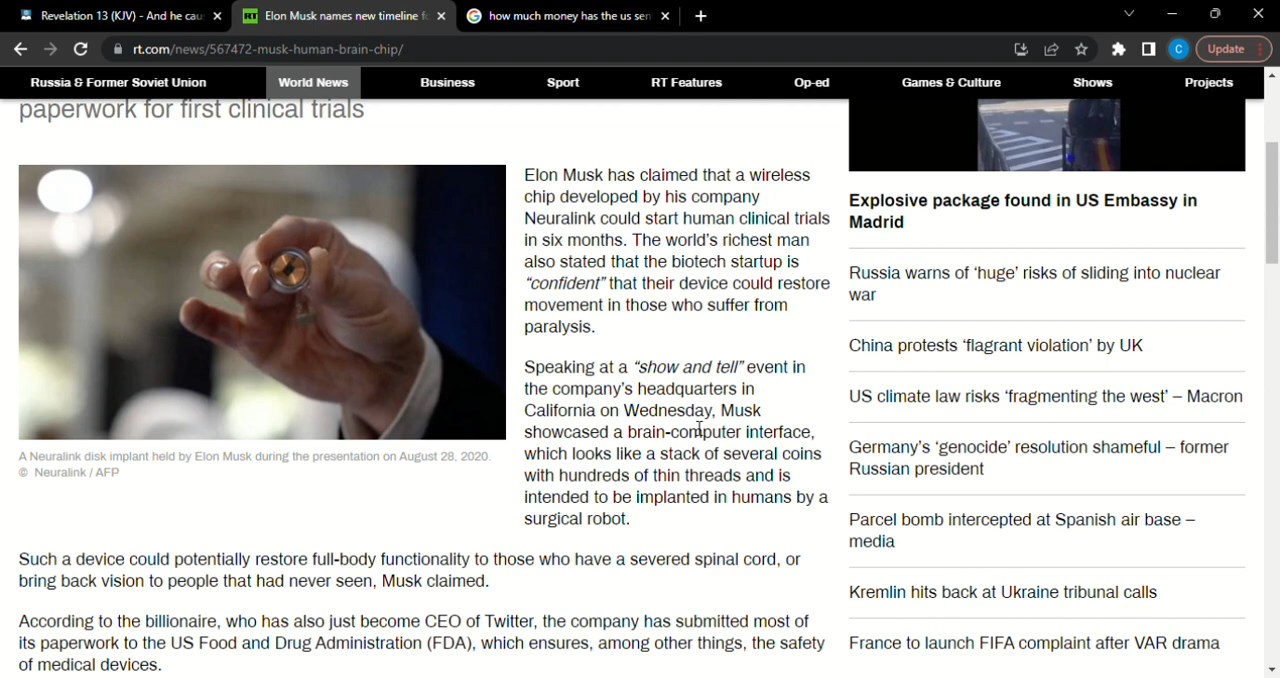 Revelation 13 (KJV) - And he cau
Elon Musk names new timeline fo
how much money has the us sen
rt.com/news/567472-musk-human-brain-chip/
C
Update
Russia & Former Soviet Union
World News
Business
Sport
RT Features
Op-ed
Games & Culture
Shows
Projects
paperwork for first clinical trials
A Neuralink disk implant held by Elon Musk during the presentation on August 28, 2020.
© Neuralink / AFP
Elon Musk has claimed that a wireless
chip developed by his company
Neuralink could start human clinical trials
in six months. The world's richest man
also stated that the biotech startup is
"confident" that their device could restore
movement in those who suffer from
paralysis.
Speaking at a "show and tell" event in
the company's headquarters in
California on Wednesday, Musk
showcased a brain-computer interface,
which looks like a stack of several coins
with hundreds of thin threads and is
intended to be implanted in humans by a
surgical robot.
Such a device could potentially restore full-body functionality to those who have a severed spinal cord, or
bring back vision to people that had never seen, Musk claimed.
According to the billionaire, who has also just become CEO of Twitter, the company has submitted most of
its paperwork to the US Food and Drug Administration (FDA), which ensures, among other things, the safety
of medical devices.
Explosive package found in US Embassy in
Madrid
Russia warns of 'huge' risks of sliding into nuclear
war
China protests 'flagrant violation' by UK
US climate law risks 'fragmenting the west' – Macron
Germany's 'genocide' resolution shameful – former
Russian president
Parcel bomb intercepted at Spanish air base –
media
Kremlin hits back at Ukraine tribunal calls
France to launch FIFA complaint after VAR drama